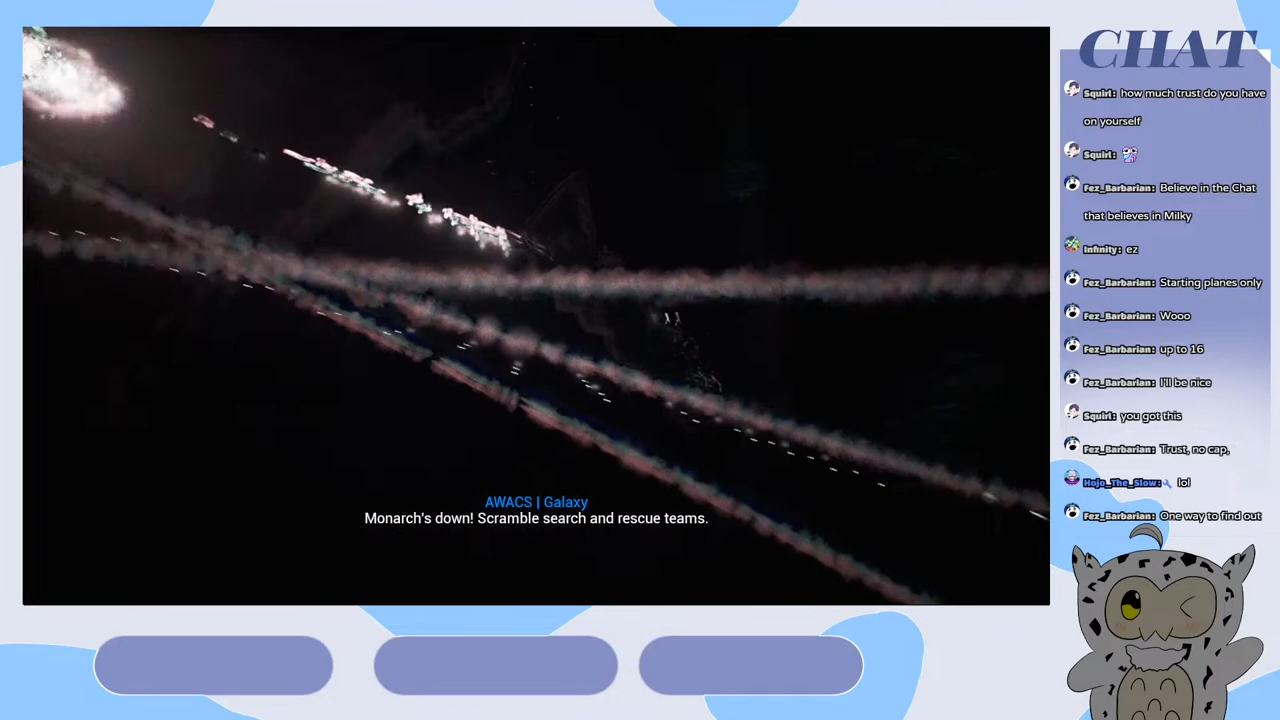 CHAT
Squirl: how much trust do you have
on yourself
Squirl:
Fez_Barbarian: Believe in the Chat
that believes in Milky
Infinity: ez
Fez_Barbarian: Starting planes only
Fez_Barbarian: Wooo
Fez_Barbarian: up to 16
Fez_Barbarian: I'll be nice
Squirl: you got this
Fez_Barbarian: Trust, no cap,
Hojo_The_Slow: lol
Fez_Barbarian: One way to find out
AWACS | Galaxy
Monarch's down! Scramble search and rescue teams.